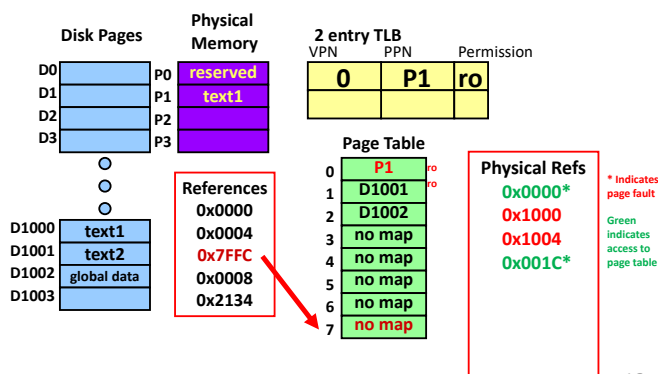 Disk Pages
D0
D1
D2
D3
D1000 text1
D1001 text2
D1002 global data
D1003
Physical
Memory
P0 reserved
P1 text1
P2
P3
2 entry TLB
VPN PPN Permission
0 P1 ro
References
0x0000
0x0004
0x7FFC
0x0008
0x2134
Page Table
0 P1 ro
1 D1001 ro
2 D1002
3 no map
4 no map
5 no map
6 no map
7 no map
Physical Refs
0x0000*
0x1000
0x1004
0x001C*
* Indicates
page fault
Green
indicates
access to
page table